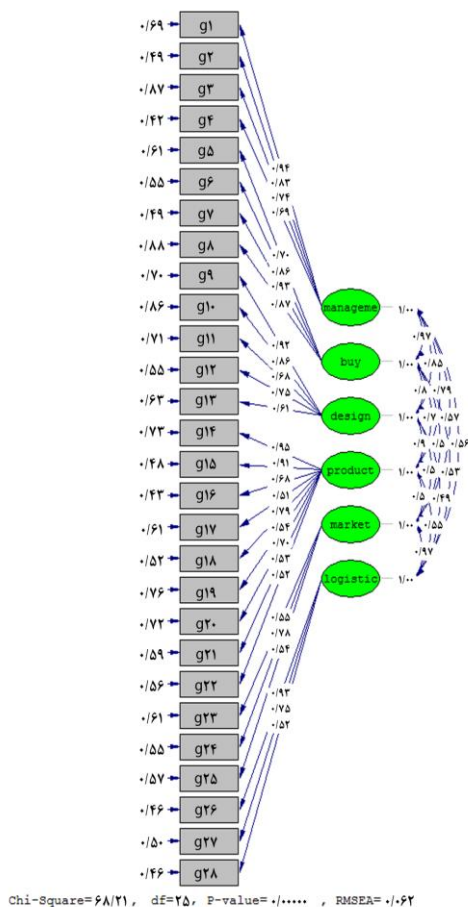 ۰/۶۹ g۱
۰/۴۹ g۲
۰/۸۷ g۳
۰/۴۲ g۴
۰/۶۱ g۵
۰/۵۵ g۶
۰/۴۹ g۷
۰/۸۸ g۸
۰/۷۰ g۹
۰/۸۶ g۱۰
۰/۷۱ g۱۱
۰/۵۵ g۱۲
۰/۶۳ g۱۳
۰/۷۳ g۱۴
۰/۴۸ g۱۵
۰/۴۳ g۱۶
۰/۶۱ g۱۷
۰/۵۲ g۱۸
۰/۷۶ g۱۹
۰/۷۲ g۲۰
۰/۵۹ g۲۱
۰/۵۶ g۲۲
۰/۶۱ g۲۳
۰/۵۵ g۲۴
۰/۵۷ g۲۵
۰/۴۶ g۲۶
۰/۵۰ g۲۷
۰/۴۶ g۲۸
۰/۹۴
۰/۸۳
۰/۷۴
۰/۶۹
۰/۷۰
۰/۸۶
۰/۹۳
۰/۸۷
۰/۹۲
۰/۸۶
۰/۶۸
۰/۷۵
۰/۶۱
۰/۹۵
۰/۹۱
۰/۶۸
۰/۵۱
۰/۷۹
۰/۵۴
۰/۷۰
۰/۵۳
۰/۵۲
۰/۵۵
۰/۷۸
۰/۵۴
۰/۹۳
۰/۷۵
۰/۵۲
manageme ۱/۰۰
buy ۱/۰۰
design ۱/۰۰
product ۱/۰۰
market ۱/۰۰
logistic ۱/۰۰
۰/۹۷
۰/۸۵
۰/۸ ۰/۷۹
۰/۷ ۰/۵۷
۰/۹ ۰/۵ ۰/۵۶
۰/۵ ۰/۵۳
۰/۵ ۰/۴۹
۰/۵۵
۰/۹۷
Chi-Square=۶۸/۲۱, df=۲۵, P-value=۰/۰۰۰۰۰ , RMSEA=۰/۰۶۲